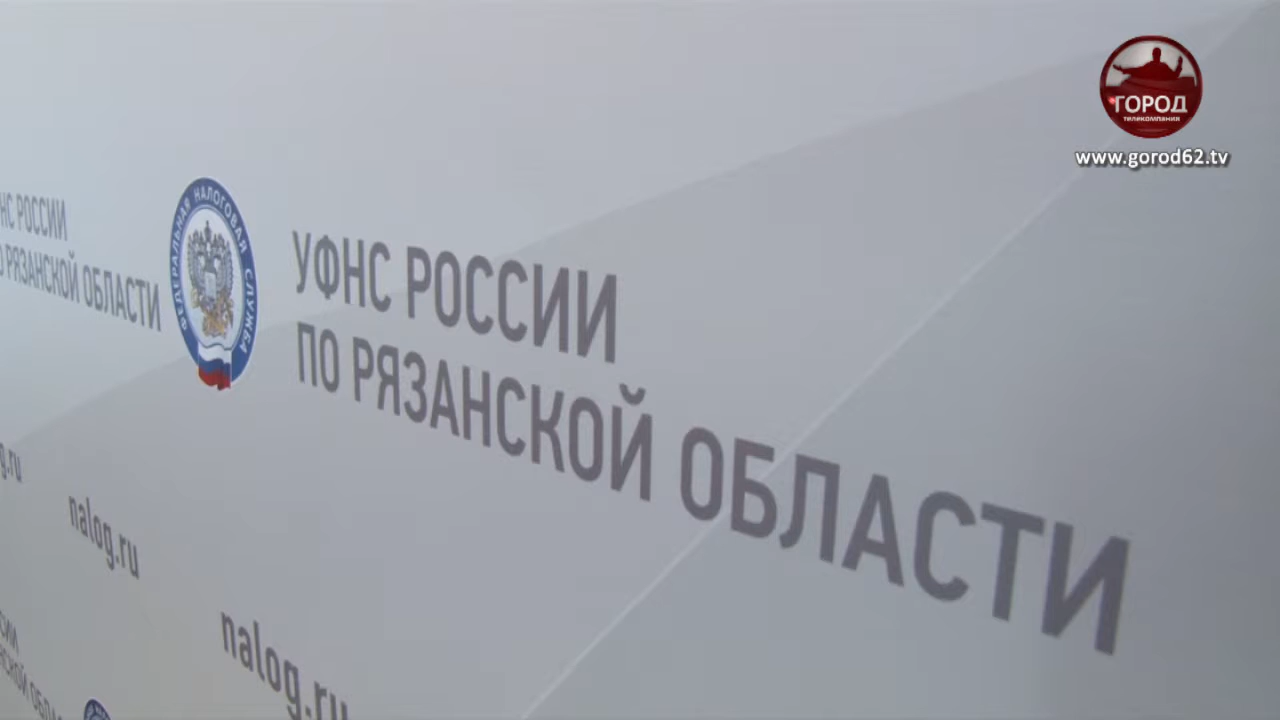 ГОРОД
телекомпания
www.gorod62.tv
РОССИИ
РЯЗАНСКОЙ ОБЛАСТИ
ФЕДЕРАЛЬНАЯ НАЛОГОВАЯ СЛУЖБА
УФНС РОССИИ
ПО РЯЗАНСКОЙ ОБЛАСТИ
nalog.ru
nalog.ru